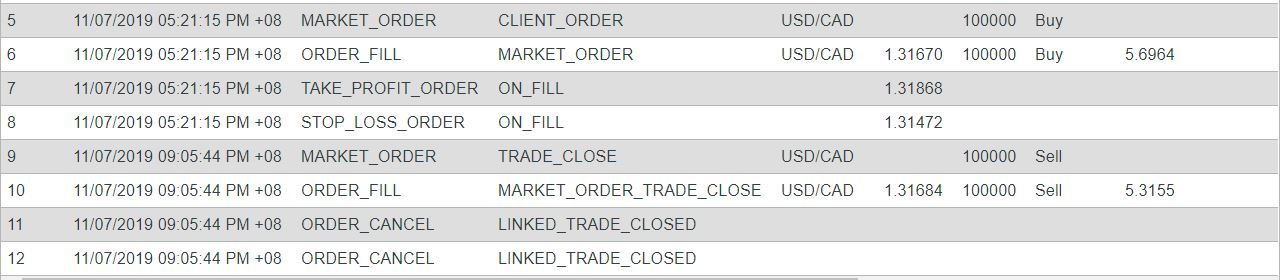 5 11/07/2019 05:21:15 PM +08 MARKET_ORDER CLIENT_ORDER USD/CAD 100000 Buy
6 11/07/2019 05:21:15 PM +08 ORDER_FILL MARKET_ORDER USD/CAD 1.31670 100000 Buy 5.6964
7 11/07/2019 05:21:15 PM +08 TAKE_PROFIT_ORDER ON_FILL 1.31868
8 11/07/2019 05:21:15 PM +08 STOP_LOSS_ORDER ON_FILL 1.31472
9 11/07/2019 09:05:44 PM +08 MARKET_ORDER TRADE_CLOSE USD/CAD 100000 Sell
10 11/07/2019 09:05:44 PM +08 ORDER_FILL MARKET_ORDER_TRADE_CLOSE USD/CAD 1.31684 100000 Sell 5.3155
11 11/07/2019 09:05:44 PM +08 ORDER_CANCEL LINKED_TRADE_CLOSED
12 11/07/2019 09:05:44 PM +08 ORDER_CANCEL LINKED_TRADE_CLOSED